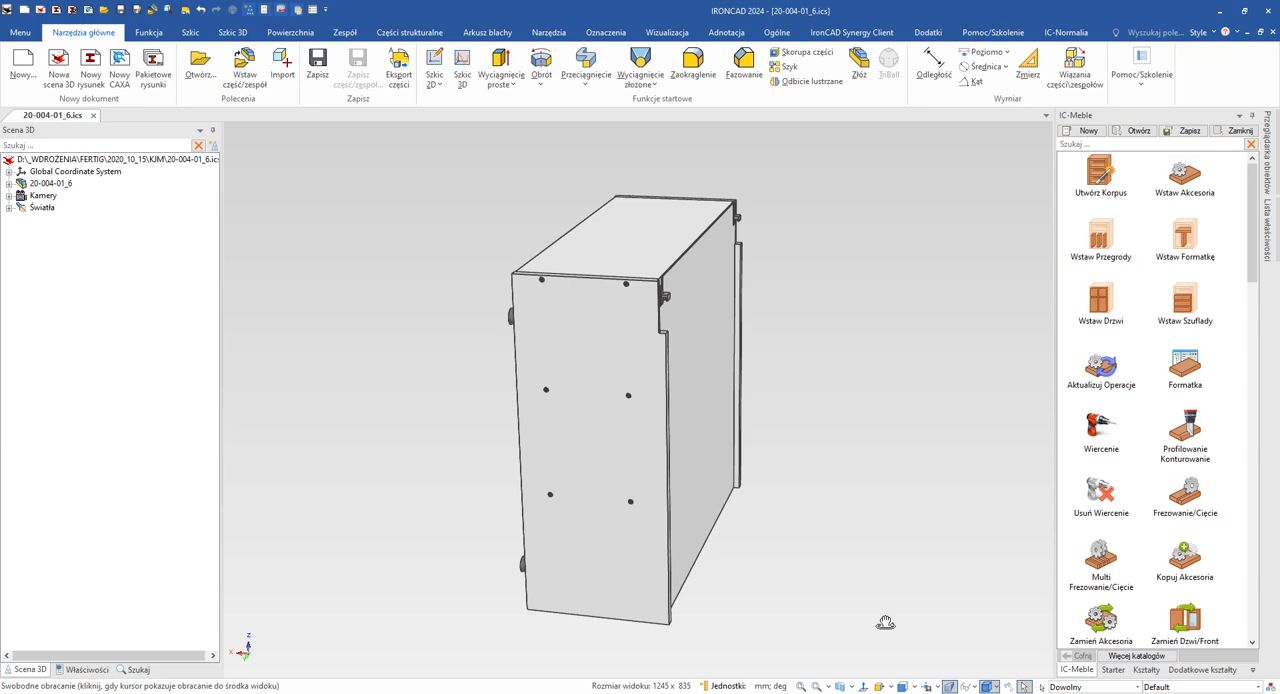 IRONCAD 2024 - [20-004-01_6.ics]
Menu Narzędzia główne Funkcja Szkic Szkic 3D Powierzchnia Zespół Części strukturalne Arkusz blachy Narzędzia Oznaczenia Wizualizacja Adnotacja Ogólne IronCAD Synergy Client Dodatki Pomoc/Szkolenie IC-Normalia Wyszukaj pole... Style
Nowy... Nowa scena 3D Nowy rysunek Nowy CAXA Pakietowe rysunki
Nowy dokument
Otwórz... Wstaw część/zespół Import
Polecenia
Zapisz Zapisz część/zespół... Eksport części
Zapisz
Szkic 2D Szkic 3D Wyciągnięcie proste Obrót Przeciągnięcie Wyciągnięcie złożone Zaokrąglenie Fazowanie
Skorupa części
Szyk
Odbicie lustrzane
Złóż TriBall
Funkcje startowe
Odległość
Pionowo
Średnica
Kąt
Zmierz Wiązania części\zespołów
Wymiar
Pomoc/Szkolenie
20-004-01_6.ics
Scena 3D
Szukaj ...
D:\_WDROŻENIA\FERTIG\2020_10_15\KJM\20-004-01_6.ics
Global Coordinate System
20-004-01_6
Kamery
Światła
z
x
IC-Meble
Nowy Otwórz Zapisz Zamknij
Szukaj ...
Utwórz Korpus Wstaw Akcesoria
Wstaw Przegrody Wstaw Formatkę
Wstaw Drzwi Wstaw Szuflady
Aktualizuj Operacje Formatka
Wiercenie Profilowanie Konturowanie
Usuń Wiercenie Frezowanie/Cięcie
Multi Frezowanie/Cięcie Kopiuj Akcesoria
Zamień Akcesoria Zamień Dzwi/Front
Cofnij Więcej katalogów
IC-Meble Starter Kształty Dodatkowe kształty
Przeglądarka obiektów
Lista właściwości
Scena 3D Właściwości Szukaj
Swobodne obracanie (kliknij, gdy kursor pokazuje obracanie do środka widoku)
Rozmiar widoku: 1245 x 835 Jednostki: mm; deg Dowolny Default